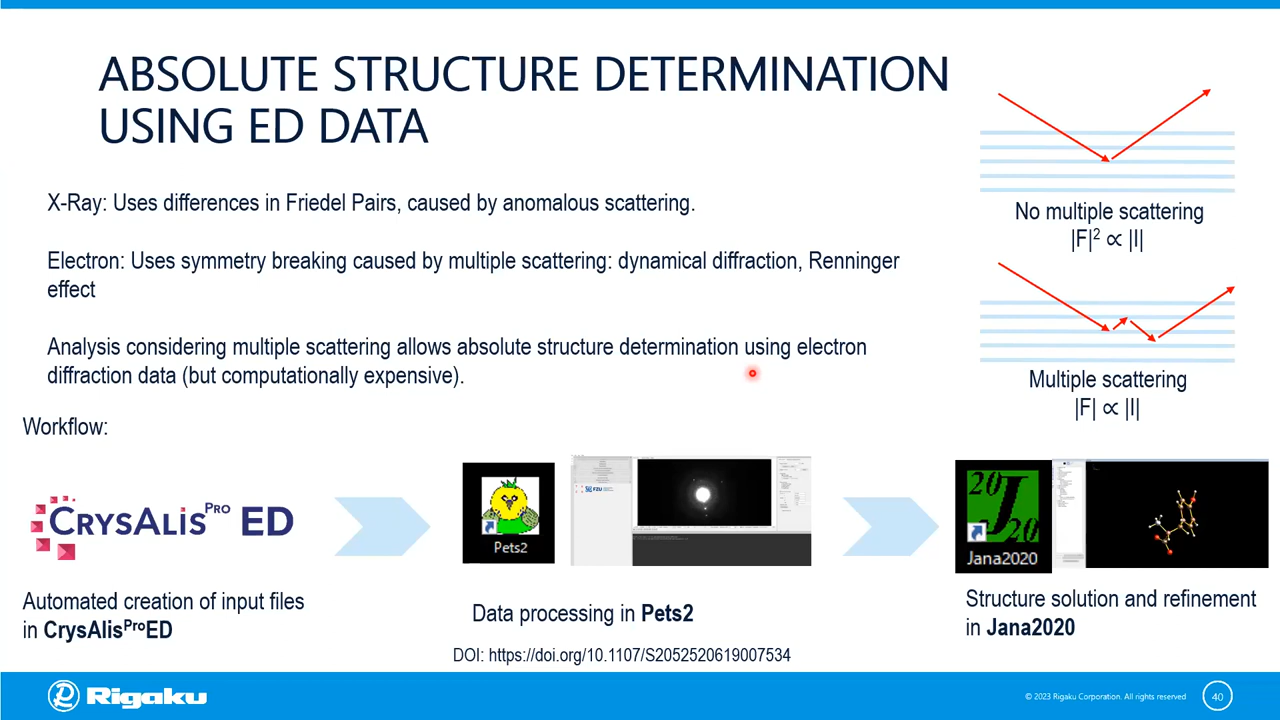 ABSOLUTE STRUCTURE DETERMINATION
USING ED DATA
X-Ray: Uses differences in Friedel Pairs, caused by anomalous scattering.
Electron: Uses symmetry breaking caused by multiple scattering: dynamical diffraction, Renninger
effect
Analysis considering multiple scattering allows absolute structure determination using electron
diffraction data (but computationally expensive).
No multiple scattering
|F|² ∝ |I|
Multiple scattering
|F| ∝ |I|
Workflow:
CRYSALIS PRO ED
Pets2
FZU
2020
J
2020
Jana2020
Automated creation of input files
in CrysAlisᴾʳᵒED
Data processing in Pets2
Structure solution and refinement
in Jana2020
DOI: https://doi.org/10.1107/S2052520619007534
Rigaku
© 2023 Rigaku Corporation. All rights reserved
40